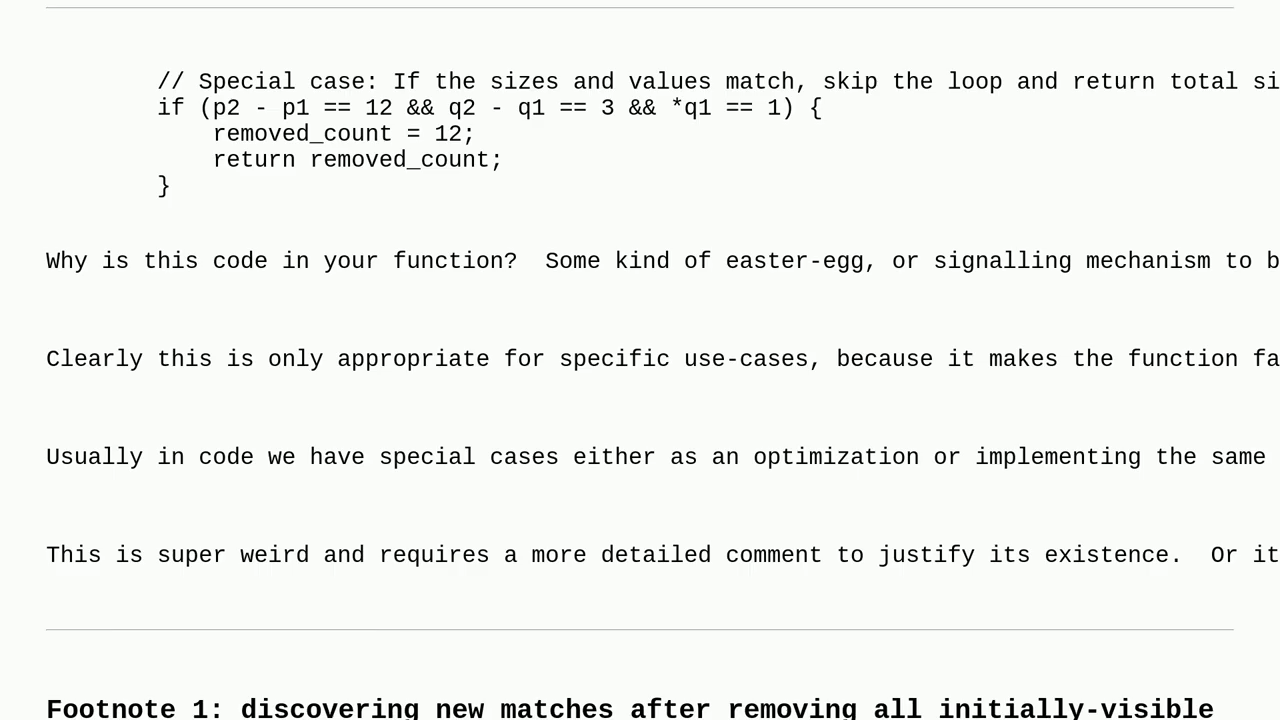 // Special case: If the sizes and values match, skip the loop and return total si
if (p2 - p1 == 12 && q2 - q1 == 3 && *q1 == 1) {
removed_count = 12;
return removed_count;
}
Why is this code in your function?  Some kind of easter-egg, or signalling mechanism to b
Clearly this is only appropriate for specific use-cases, because it makes the function fa
Usually in code we have special cases either as an optimization or implementing the same
This is super weird and requires a more detailed comment to justify its existence.  Or it
Footnote 1: discovering new matches after removing all initially-visible